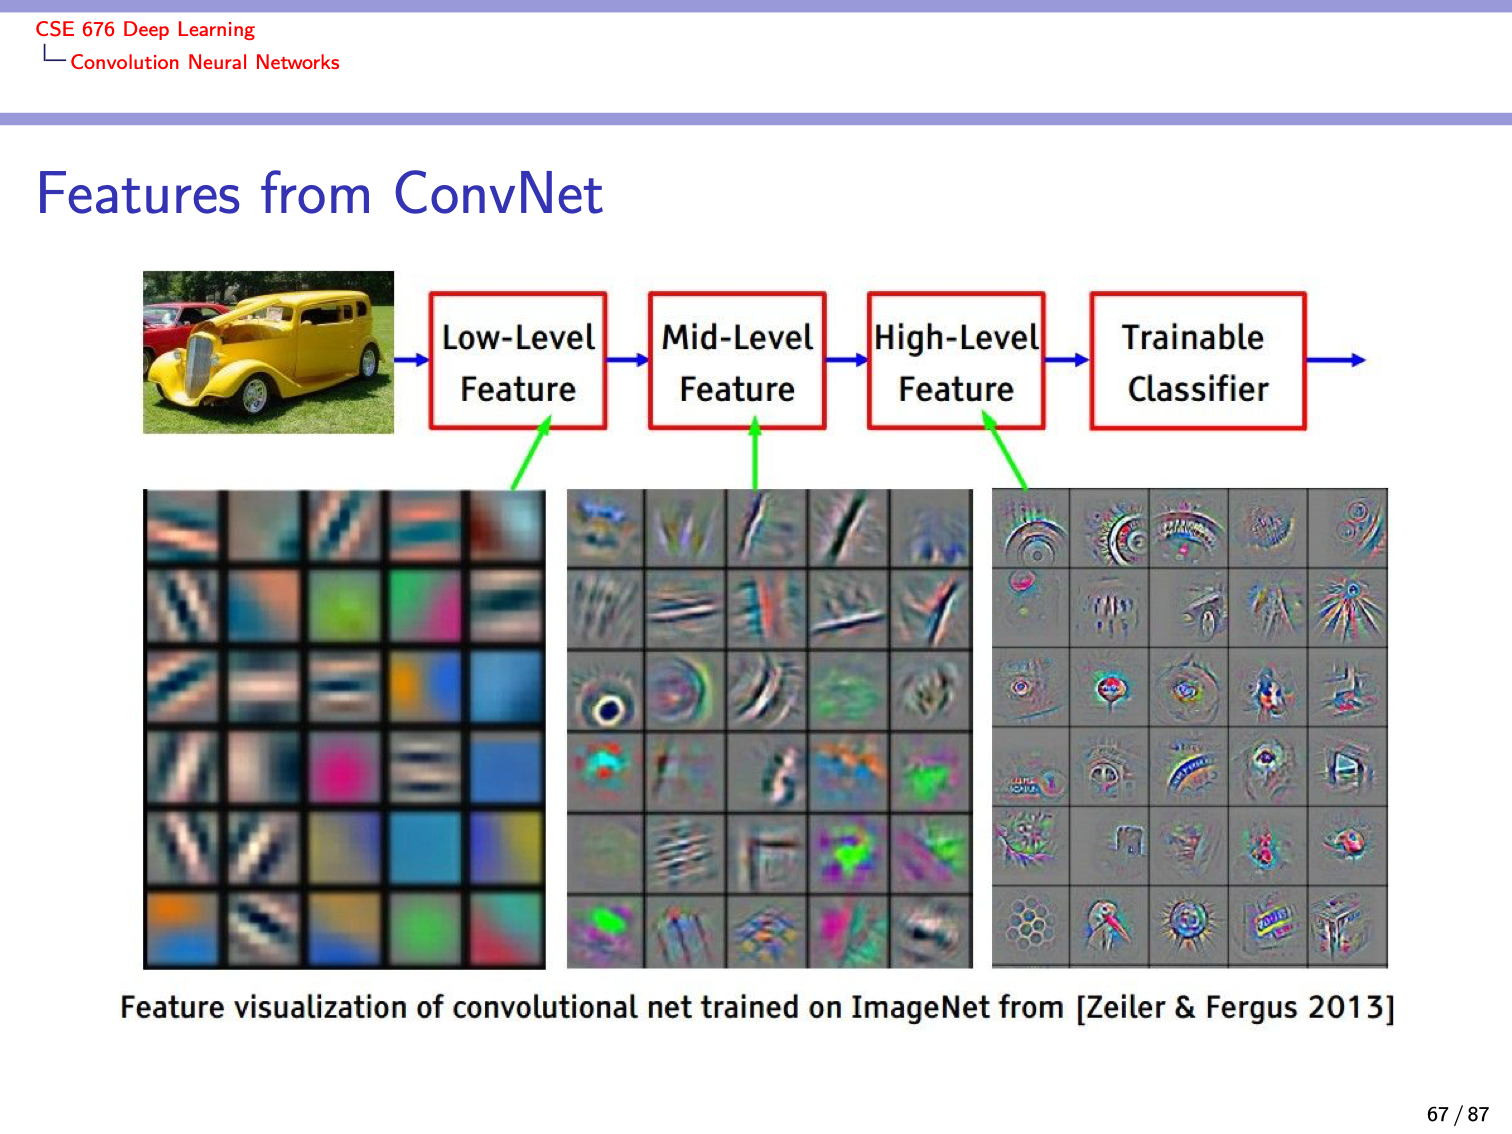 CSE 676 Deep Learning
Convolution Neural Networks
Features from ConvNet
Low-Level
Feature
Mid-Level
Feature
High-Level
Feature
Trainable
Classifier
Feature visualization of convolutional net trained on ImageNet from [Zeiler & Fergus 2013]
67 / 87